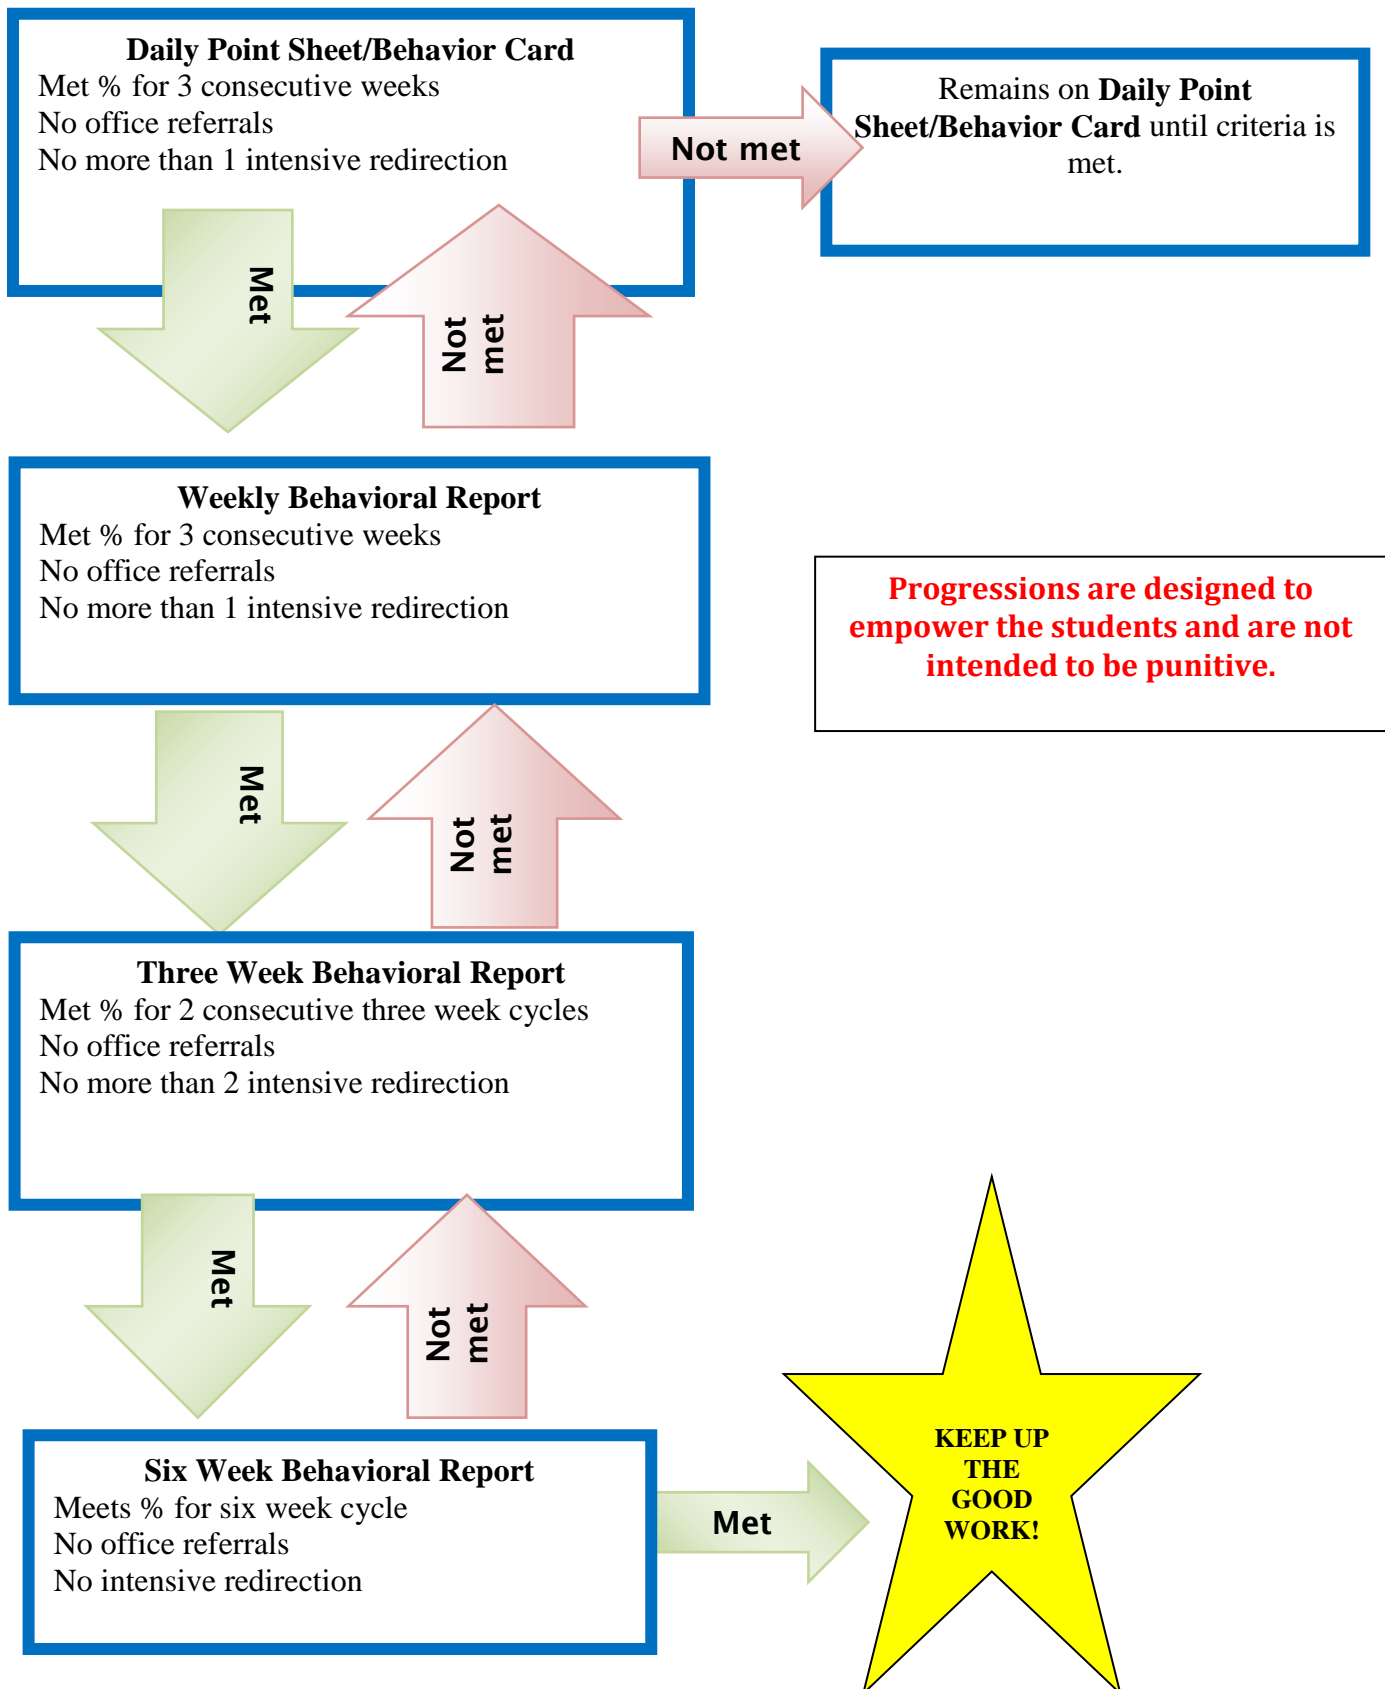 Daily Point Sheet/Behavior Card
Met % for 3 consecutive weeks
No office referrals
No more than 1 intensive redirection
Not met
Remains on Daily Point
Sheet/Behavior Card until criteria is
met.
Met
Not
met
Weekly Behavioral Report
Met % for 3 consecutive weeks
No office referrals
No more than 1 intensive redirection
Progressions are designed to
empower the students and are not
intended to be punitive.
Met
Not
met
Three Week Behavioral Report
Met % for 2 consecutive three week cycles
No office referrals
No more than 2 intensive redirection
Met
Not
met
Six Week Behavioral Report
Meets % for six week cycle
No office referrals
No intensive redirection
Met
KEEP UP
THE
GOOD
WORK!